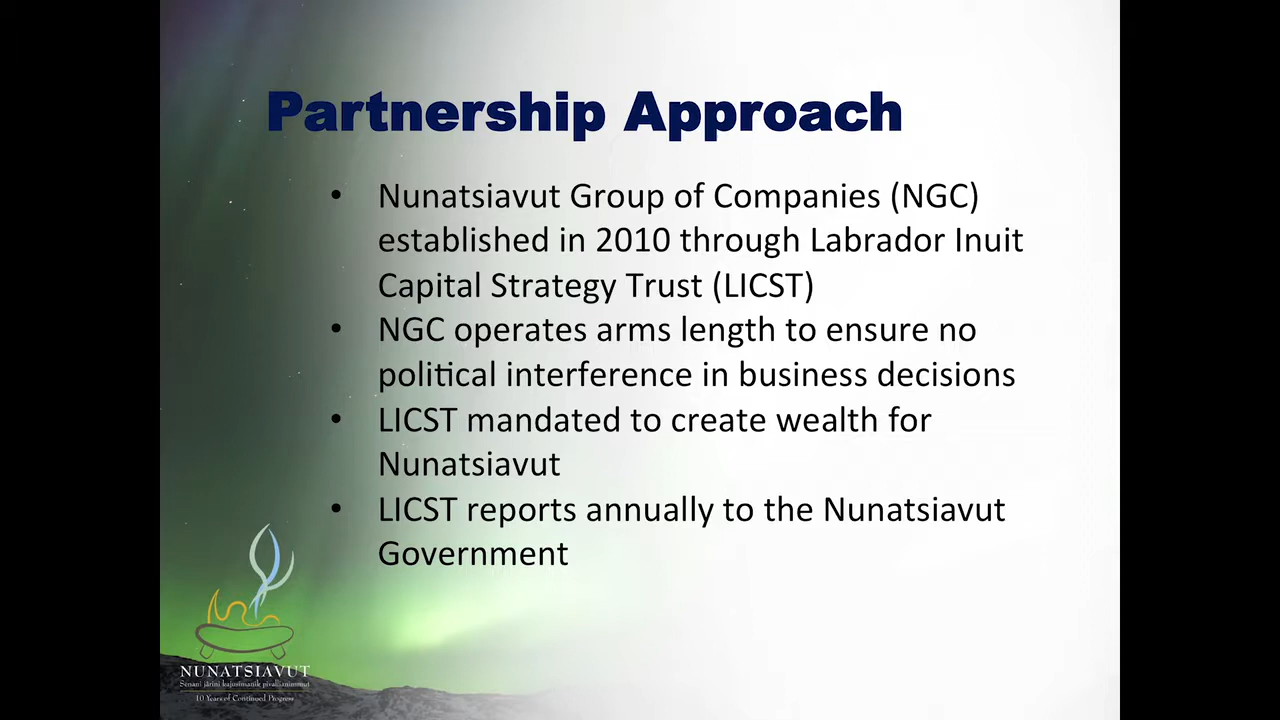 Partnership Approach
• Nunatsiavut Group of Companies (NGC)
established in 2010 through Labrador Inuit
Capital Strategy Trust (LICST)
• NGC operates arms length to ensure no
political interference in business decisions
• LICST mandated to create wealth for
Nunatsiavut
• LICST reports annually to the Nunatsiavut
Government
NUNATSIAVUT
10 Years of Continued Progress